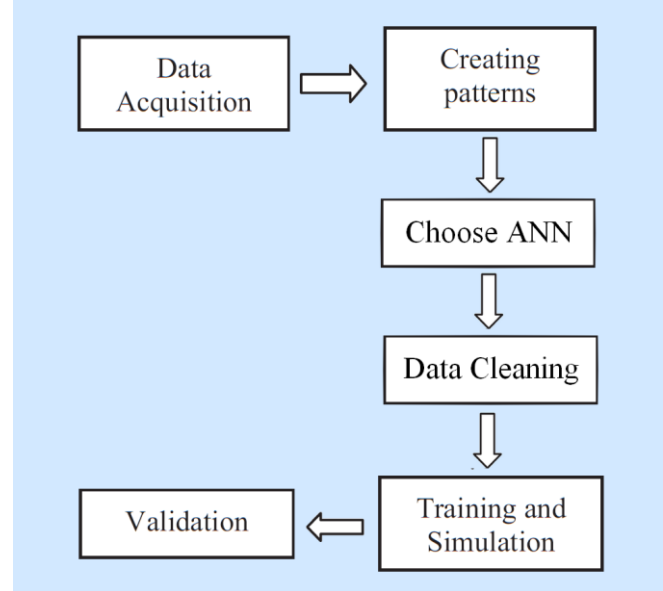 Data
Acquisition
Creating
patterns
Choose ANN
Data Cleaning
Training and
Simulation
Validation